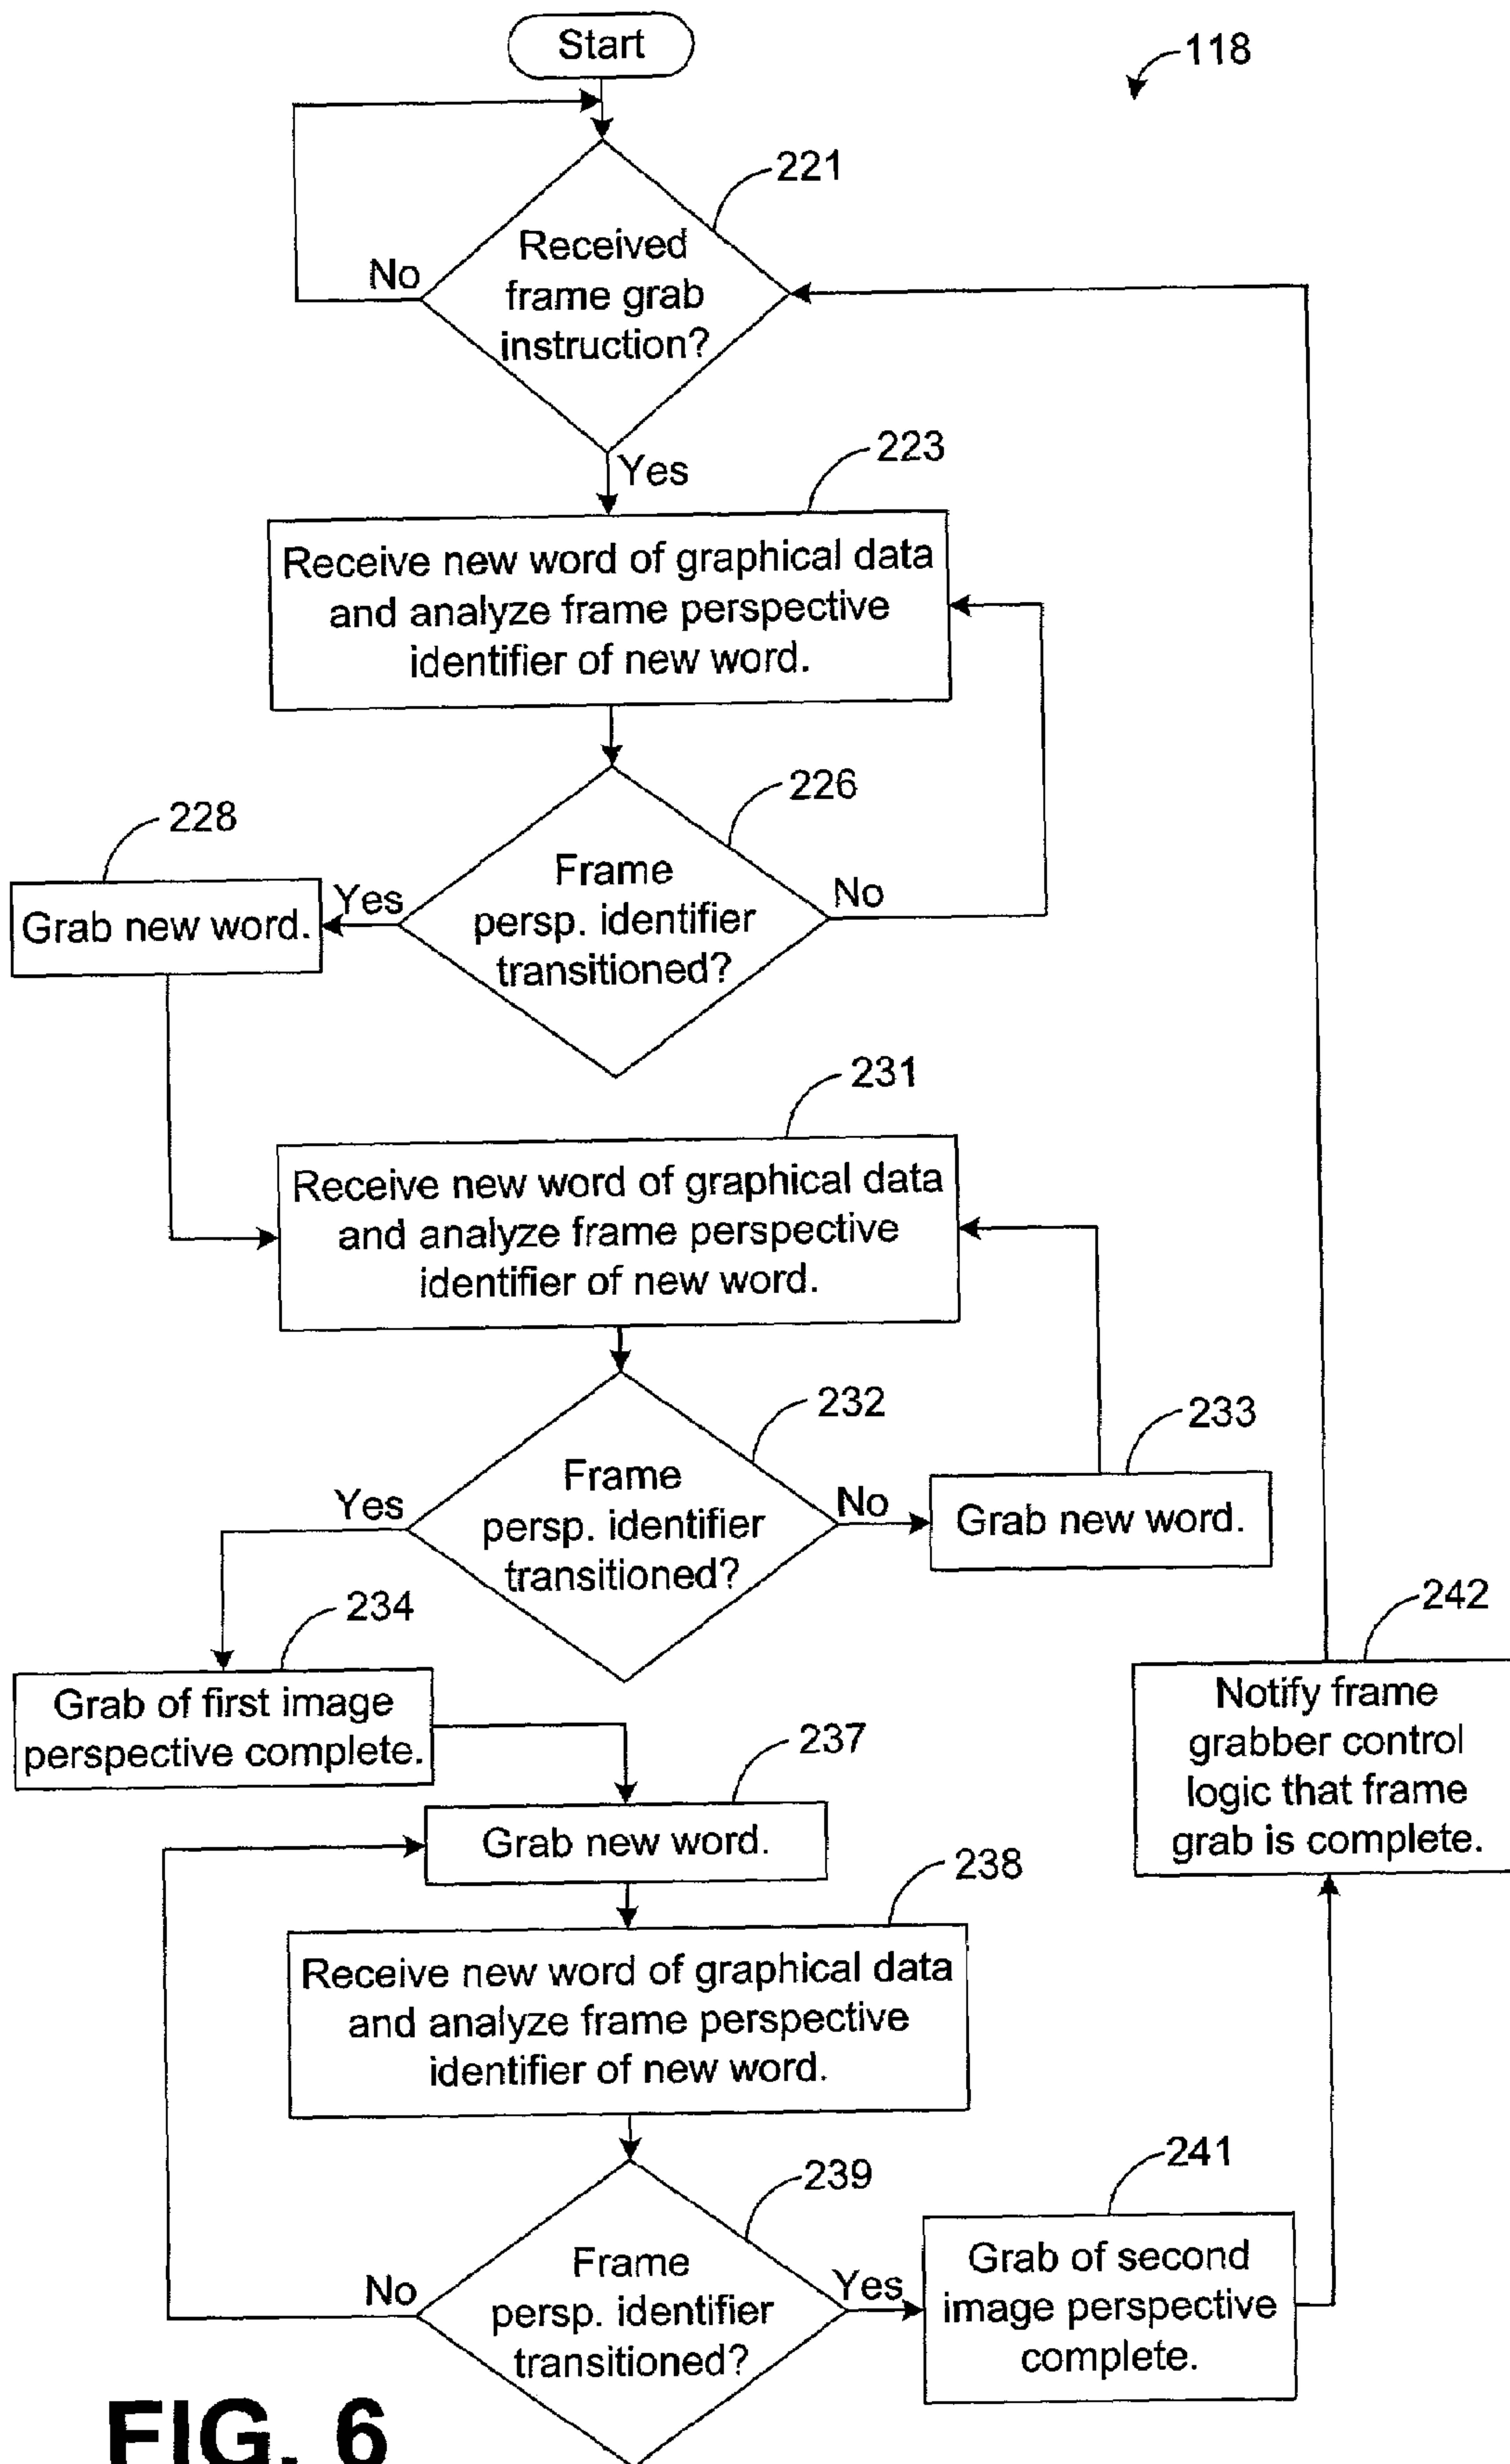 Start
118
221
Received
frame grab
instruction?
No
Yes
223
Receive new word of graphical data
and analyze frame perspective
identifier of new word.
226
228
Frame
persp. identifier
transitioned?
Yes
No
Grab new word.
231
Receive new word of graphical data
and analyze frame perspective
identifier of new word.
232
233
Frame
persp. identifier
transitioned?
Yes
No
Grab new word.
234
242
Grab of first image
perspective complete.
Notify frame
grabber control
logic that frame
grab is complete.
237
Grab new word.
238
Receive new word of graphical data
and analyze frame perspective
identifier of new word.
239
241
Frame
persp. identifier
transitioned?
No
Yes
Grab of second
image perspective
complete.
FIG. 6